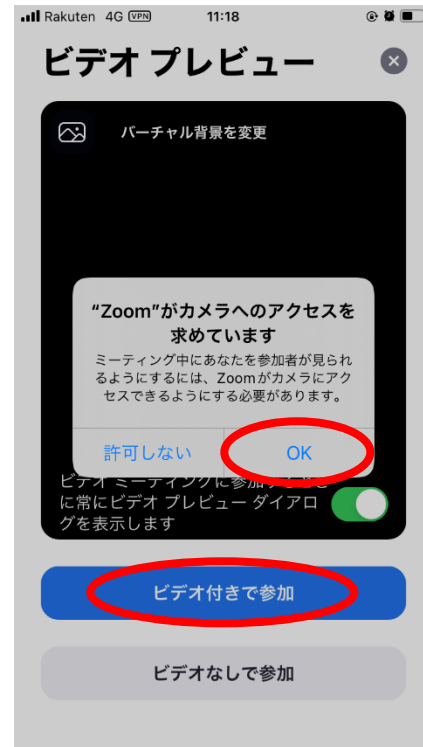 Rakuten 4G VPN 11:18
ビデオ プレビュー
バーチャル背景を変更
“Zoom”がカメラへのアクセスを
求めています
ミーティング中にあなたを参加者が見られ
るようにするには、Zoomがカメラにアク
セスできるようにする必要があります。
許可しない OK
ビデオ ミーティングに参加する
に常にビデオ プレビュー ダイアロ
グを表示します
ビデオ付きで参加
ビデオなしで参加